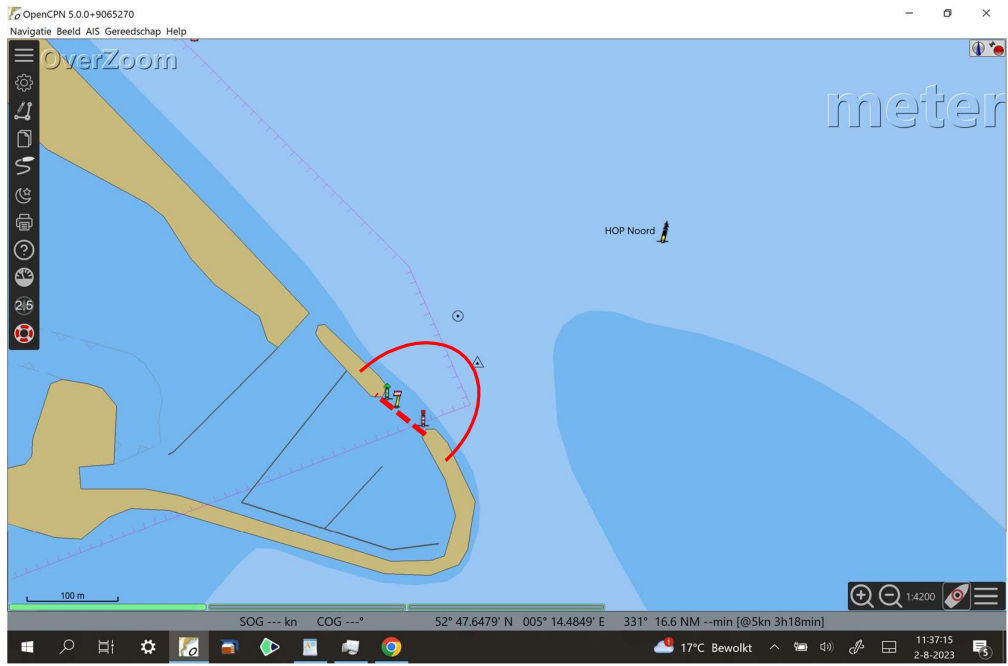 OpenCPN 5.0.0+9065270
Navigatie Beeld AIS Gereedschap Help
OverZoom
meter
HOP Noord
100 m
1:4200
SOG --- kn COG ---° 52° 47.6479' N 005° 14.4849' E 331° 16.6 NM --min [@5kn 3h18min]
17°C Bewolkt
11:37:15
2-8-2023